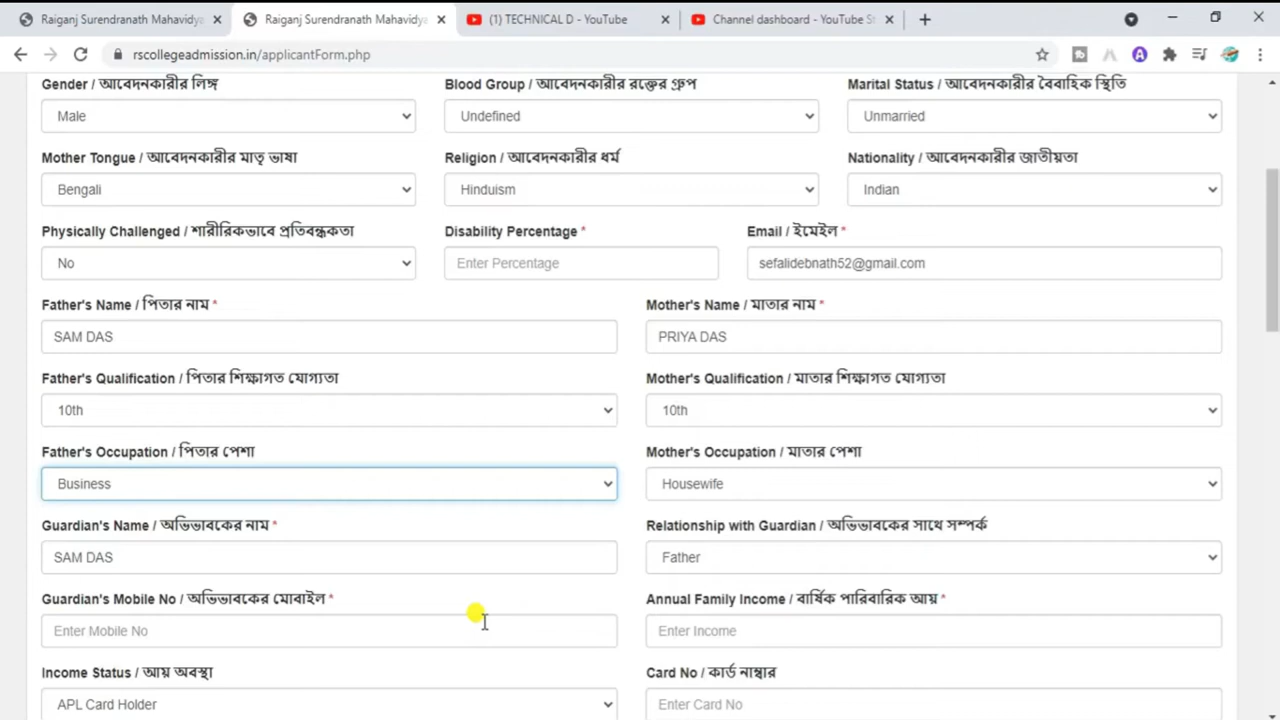 Raiganj Surendranath Mahavidya
Raiganj Surendranath Mahavidya
(1) TECHNICAL D - YouTube
Channel dashboard - YouTube St
rscollegeadmission.in/applicantForm.php
Gender / আবেদনকারীর লিঙ্গ
Blood Group / আবেদনকারীর রক্তের গ্রুপ
Marital Status / আবেদনকারীর বৈবাহিক স্থিতি
Male
Undefined
Unmarried
Mother Tongue / আবেদনকারীর মাতৃ ভাষা
Religion / আবেদনকারীর ধর্ম
Nationality / আবেদনকারীর জাতীয়তা
Bengali
Hinduism
Indian
Physically Challenged / শারীরিকভাবে প্রতিবন্ধকতা
Disability Percentage *
Email / ইমেইল *
No
Enter Percentage
sefalidebnath52@gmail.com
Father's Name / পিতার নাম *
Mother's Name / মাতার নাম *
SAM DAS
PRIYA DAS
Father's Qualification / পিতার শিক্ষাগত যোগ্যতা
Mother's Qualification / মাতার শিক্ষাগত যোগ্যতা
10th
10th
Father's Occupation / পিতার পেশা
Mother's Occupation / মাতার পেশা
Business
Housewife
Guardian's Name / অভিভাবকের নাম *
Relationship with Guardian / অভিভাবকের সাথে সম্পর্ক
SAM DAS
Father
Guardian's Mobile No / অভিভাবকের মোবাইল *
Annual Family Income / বার্ষিক পারিবারিক আয় *
Enter Mobile No
Enter Income
Income Status / আয় অবস্থা
Card No / কার্ড নাম্বার
APL Card Holder
Enter Card No